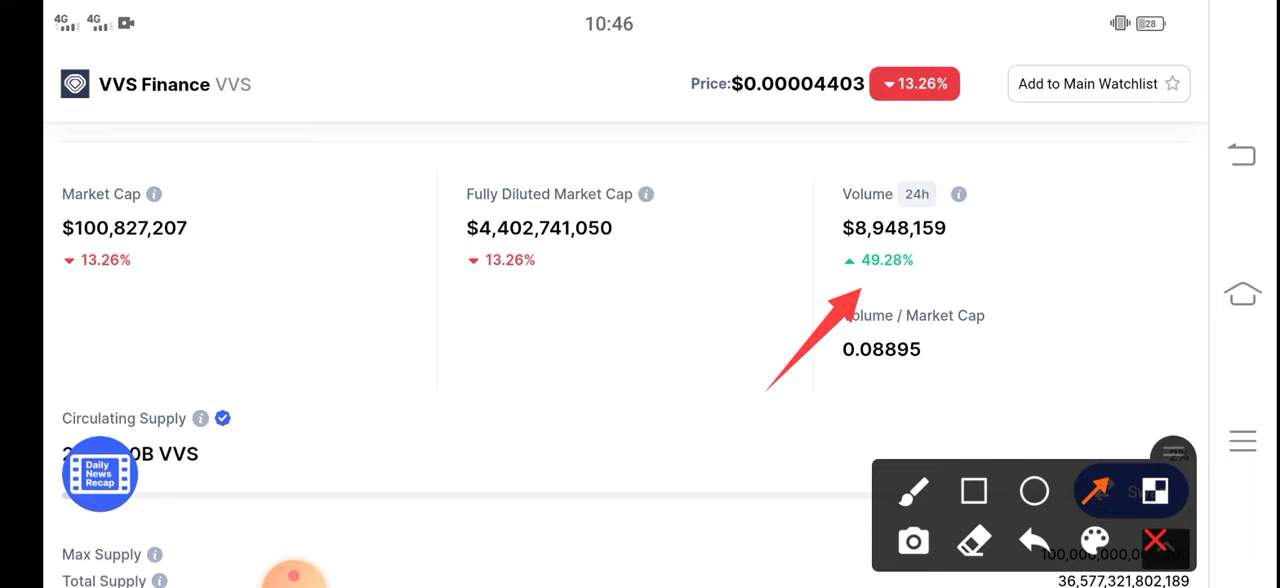 4G 4G 10:46 28
VVS Finance VVS Price:$0.00004403 13.26% Add to Main Watchlist
Market Cap Fully Diluted Market Cap Volume 24h
$100,827,207 $4,402,741,050 $8,948,159
13.26% 13.26% 49.28%
Volume / Market Cap
0.08895
Circulating Supply
0B VVS
Daily
News
Recap
Max Supply
Total Supply
36,577,321,802,189